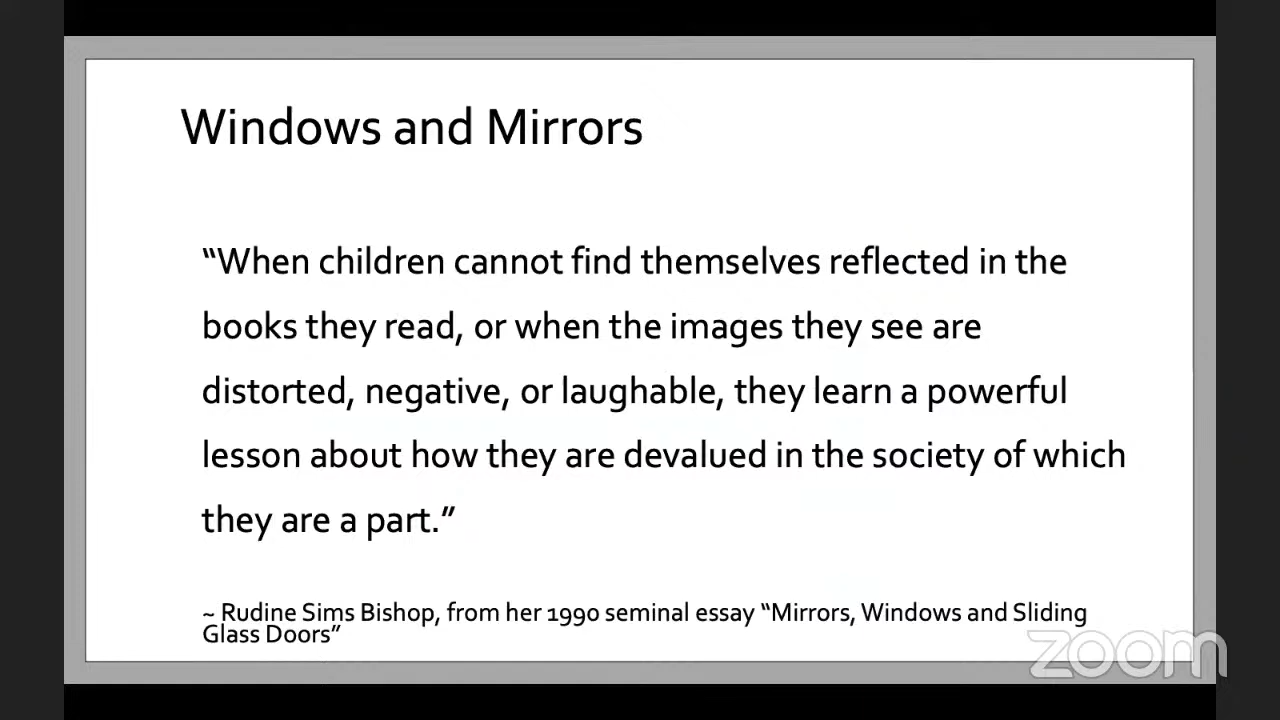 Windows and Mirrors
“When children cannot find themselves reflected in the
books they read, or when the images they see are
distorted, negative, or laughable, they learn a powerful
lesson about how they are devalued in the society of which
they are a part.”
~ Rudine Sims Bishop, from her 1990 seminal essay “Mirrors, Windows and Sliding
Glass Doors”
zoom